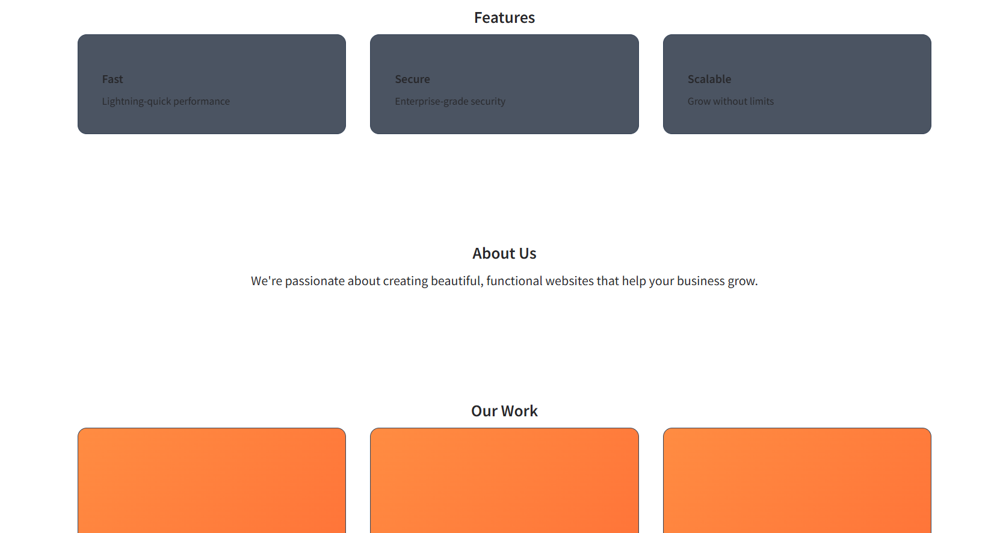 Features
Fast
Lightning-quick performance
Secure
Enterprise-grade security
Scalable
Grow without limits
About Us
We're passionate about creating beautiful, functional websites that help your business grow.
Our Work